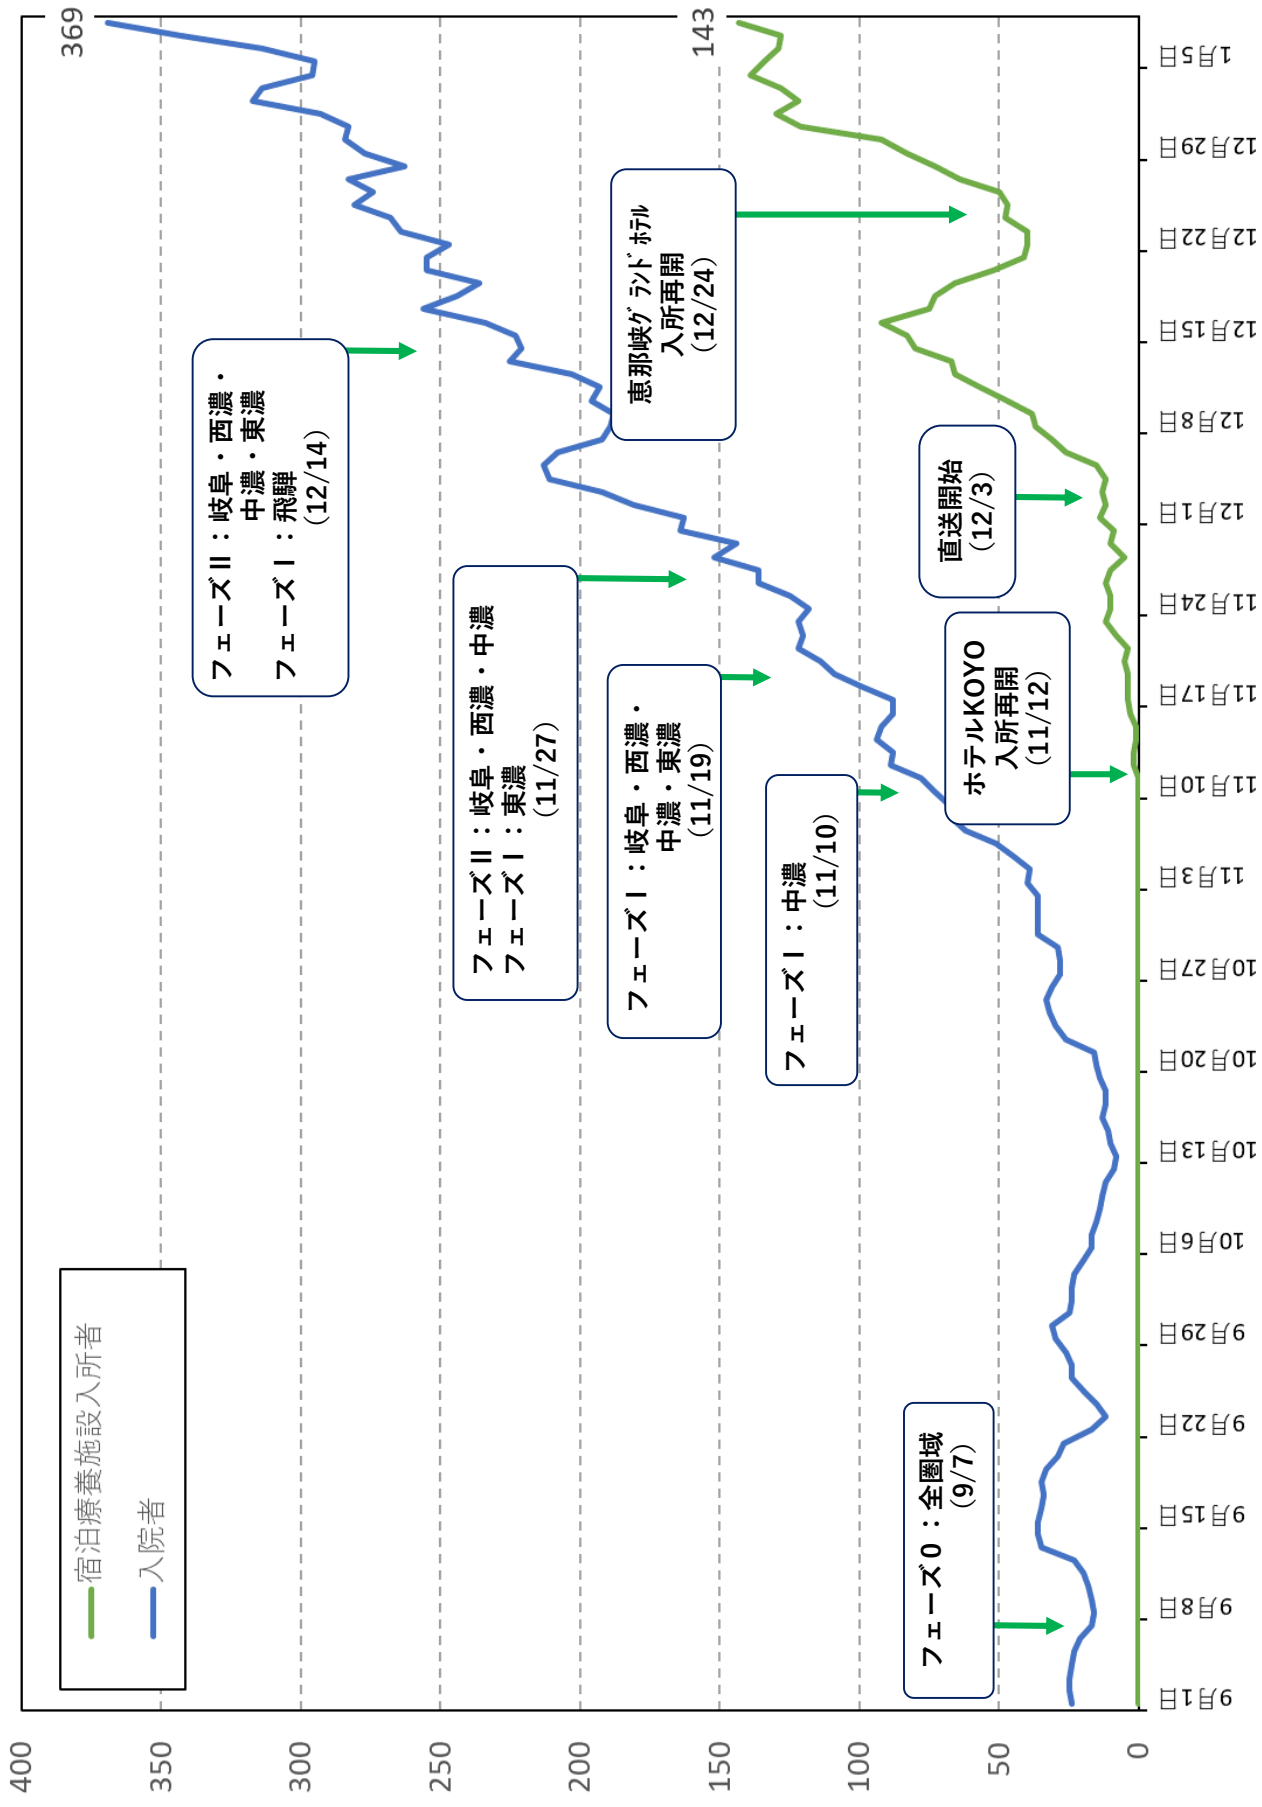 400
350
300
250
200
150
100
50
0
宿泊療養施設入所者
入院者
369
143
フェーズⅡ：岐阜・西濃・
中濃・東濃
フェーズⅠ：飛騨
（12/14）
フェーズⅡ：岐阜・西濃・中濃
フェーズⅠ：東濃
（11/27）
フェーズⅠ：岐阜・西濃・
中濃・東濃
（11/19）
フェーズⅠ：中濃
（11/10）
フェーズ０：全圏域
（9/7）
恵那峡ｸﾞﾗﾝﾄﾞﾎﾃﾙ
入所再開
（12/24）
直送開始
（12/3）
ホテルKOYO
入所再開
（11/12）
9月1日
9月8日
9月15日
9月22日
9月29日
10月6日
10月13日
10月20日
10月27日
11月3日
11月10日
11月17日
11月24日
12月1日
12月8日
12月15日
12月22日
12月29日
1月5日